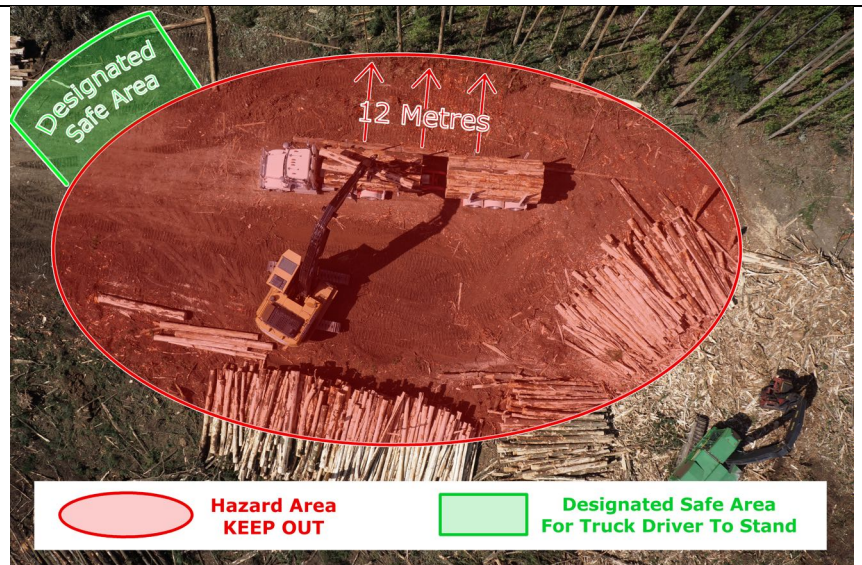 Designated
Safe Area
12 Metres
Hazard Area
KEEP OUT
Designated Safe Area
For Truck Driver To Stand